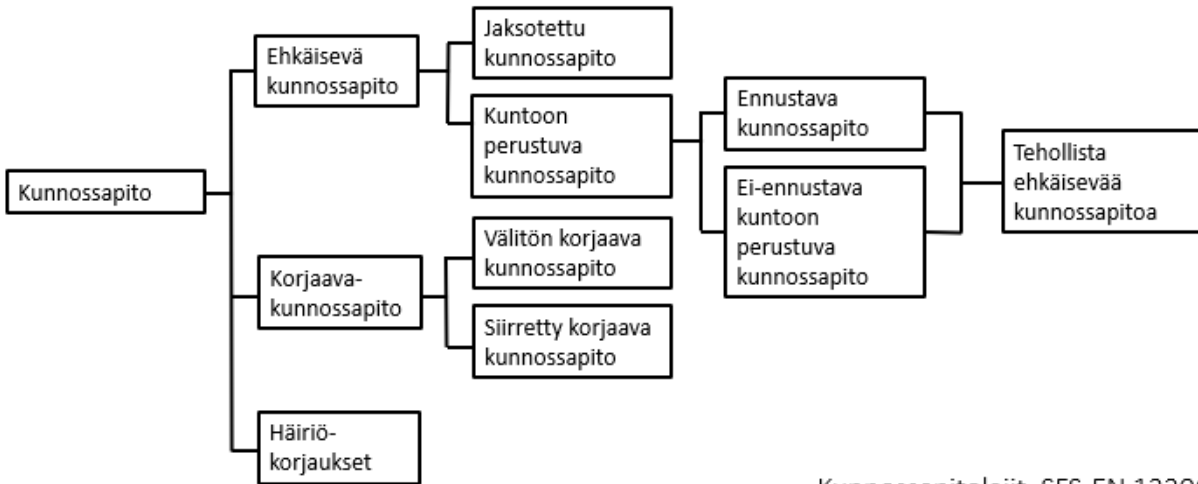 Kunnossapito
Ehkäisevä
kunnossapito
Korjaava-
kunnossapito
Häiriö-
korjaukset
Jaksotettu
kunnossapito
Kuntoon
perustuva
kunnossapito
Välitön korjaava
kunnossapito
Siirretty korjaava
kunnossapito
Ennustava
kunnossapito
Ei-ennustava
kuntoon
perustuva
kunnossapito
Tehollista
ehkäisevää
kunnossapitoa